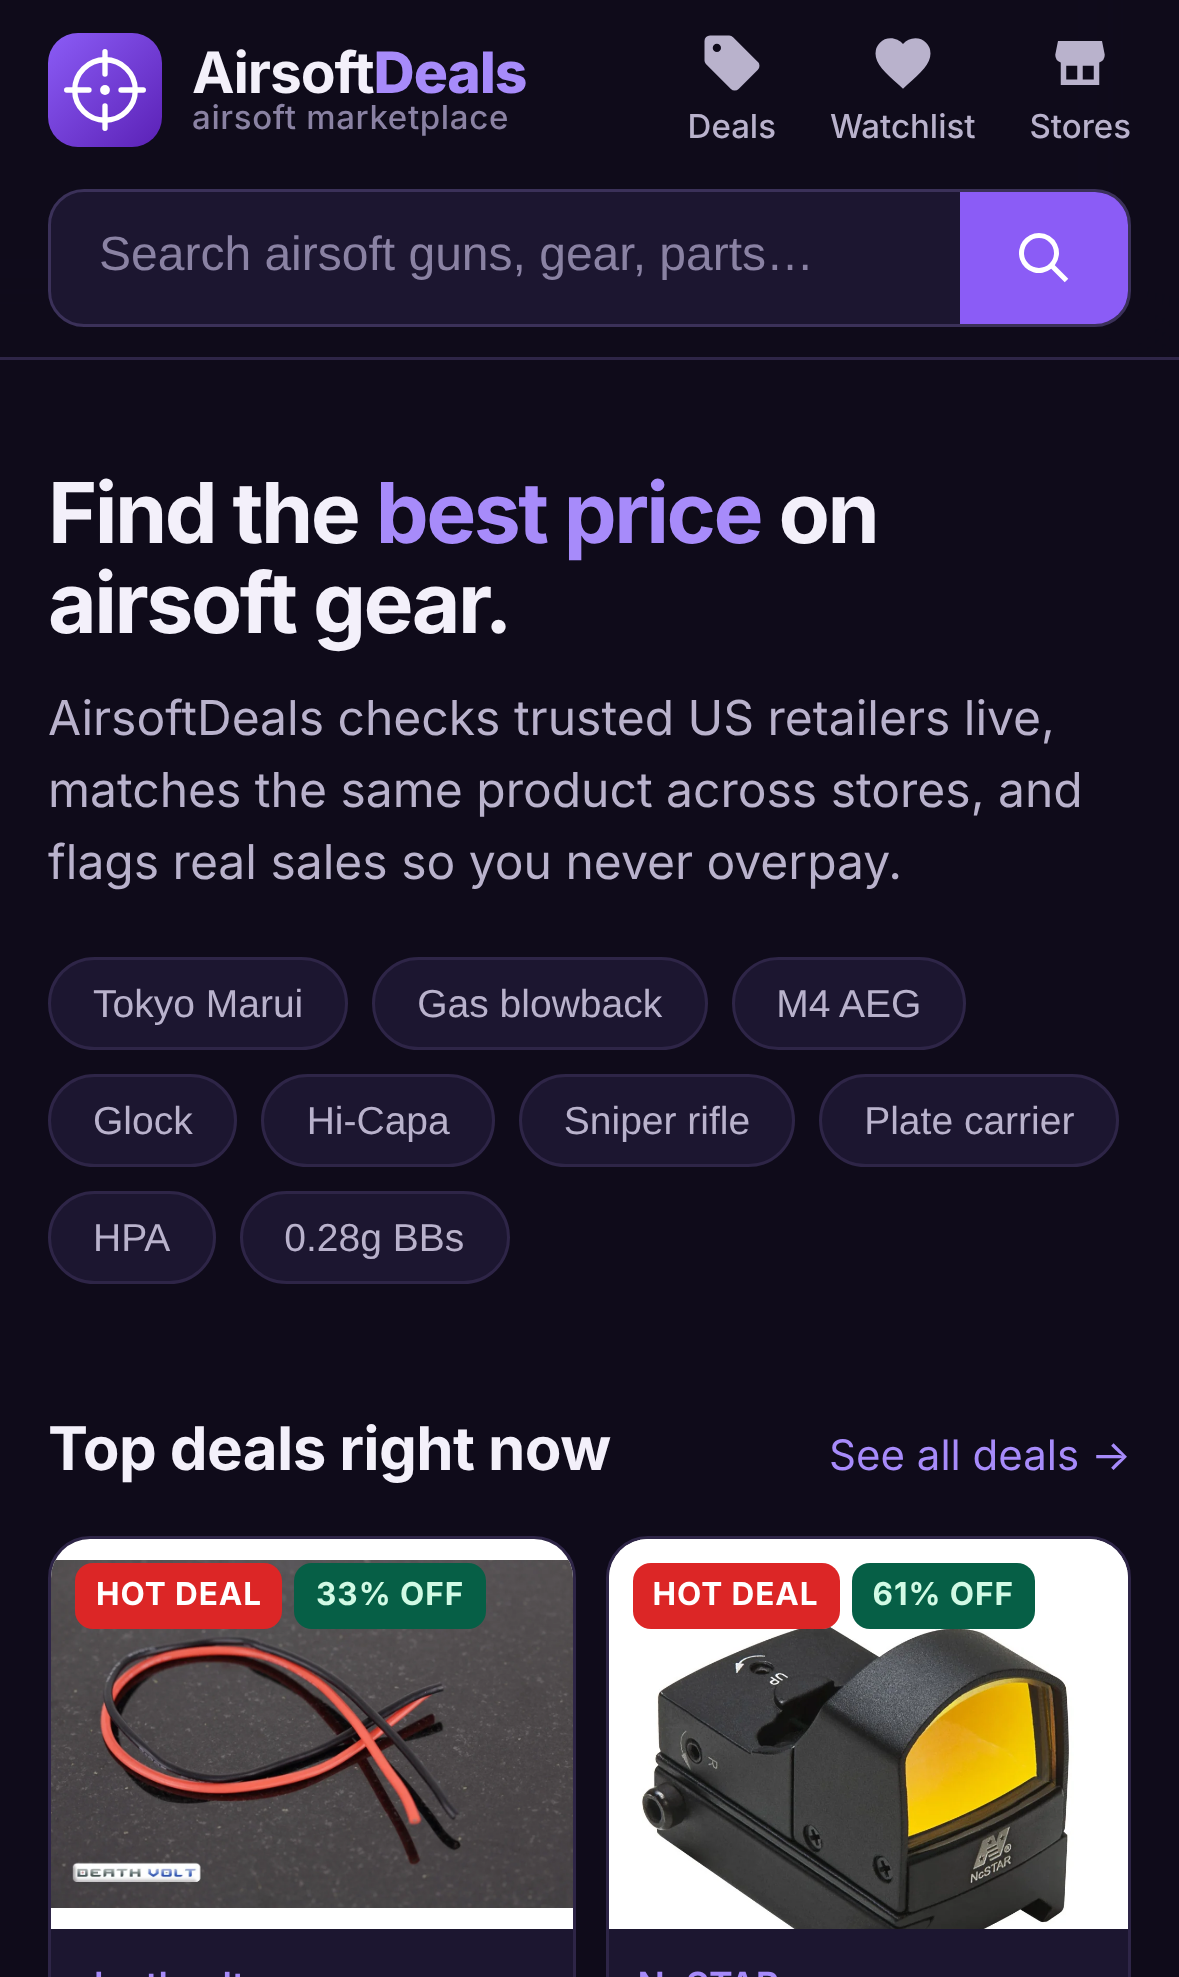 AirsoftDeals
airsoft marketplace
Deals
Watchlist
Stores
Search airsoft guns, gear, parts…
Find the best price on
airsoft gear.
AirsoftDeals checks trusted US retailers live,
matches the same product across stores, and
flags real sales so you never overpay.
Tokyo Marui
Gas blowback
M4 AEG
Glock
Hi-Capa
Sniper rifle
Plate carrier
HPA
0.28g BBs
Top deals right now
See all deals →
HOT DEAL
33% OFF
DEATH VOLT
HOT DEAL
61% OFF
UP
R
NcSTAR
NcSTAR